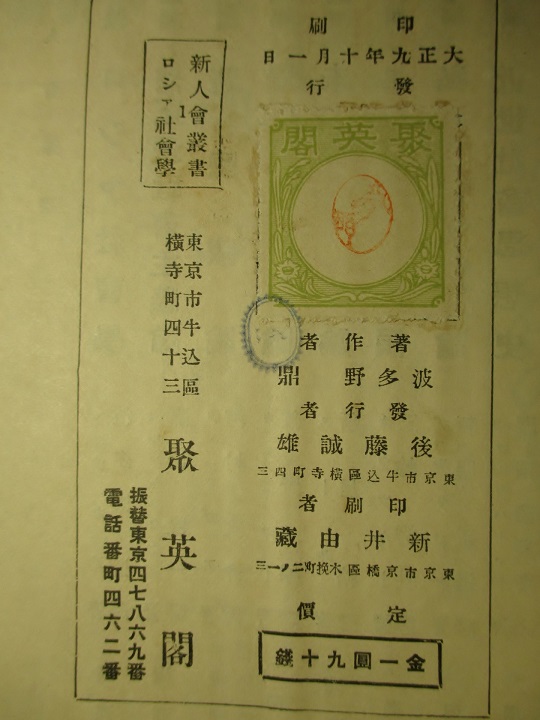 印刷
大正九年十月一日
發行
聚英閣
著作者
波多野鼎
發行者
後藤誠雄
東京市牛込區横寺町四三
印刷者
新井由藏
東京市京橋區木挽町二ノ一三
定價
金一圓九十錢
新人會叢書
1
ロシア社會學
東京市牛込區
横寺町四十三
聚英閣
振替東京四七八六九番
電話番町四六二番